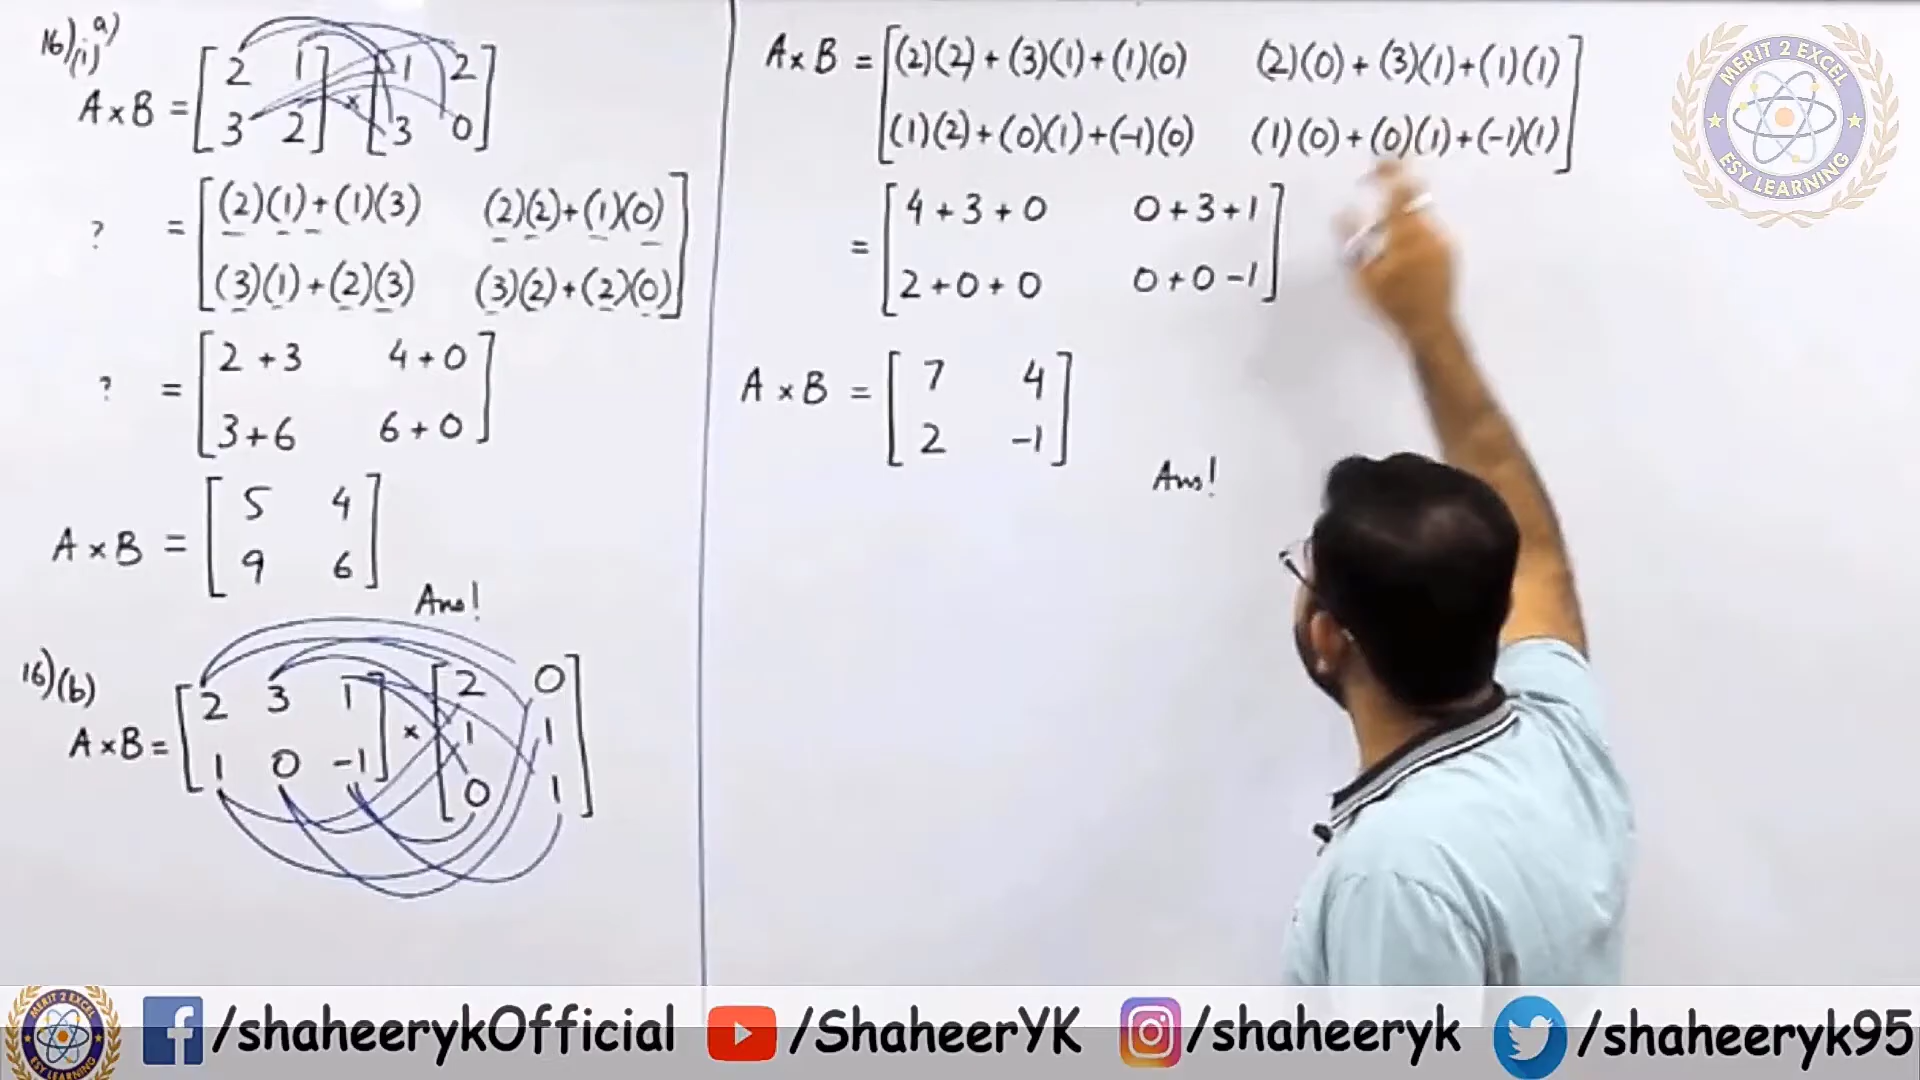 16)(i) a)
A×B = [2 1 × [1 2]
3 2] [3 0]
? = [(2)(1)+(1)(3) (2)(2)+(1)(0)]
[(3)(1)+(2)(3) (3)(2)+(2)(0)]
? = [2+3 4+0]
[3+6 6+0]
A×B = [5 4]
[9 6]
Ans!
16)(b)
A×B = [2 3 1] × [2 0]
[1 0 -1] [1 1]
[0 1]
A×B = [(2)(2)+(3)(1)+(1)(0) (2)(0)+(3)(1)+(1)(1)]
[(1)(2)+(0)(1)+(-1)(0) (1)(0)+(0)(1)+(-1)(1)]
= [4+3+0 0+3+1]
[2+0+0 0+0-1]
A×B = [7 4]
[2 -1]
Ans!
MERIT 2 EXCEL
ESY LEARNING
MERIT 2 EXCEL
ESY LEARNING
/shaheerykOfficial /ShaheerYK /shaheeryk /shaheeryk95